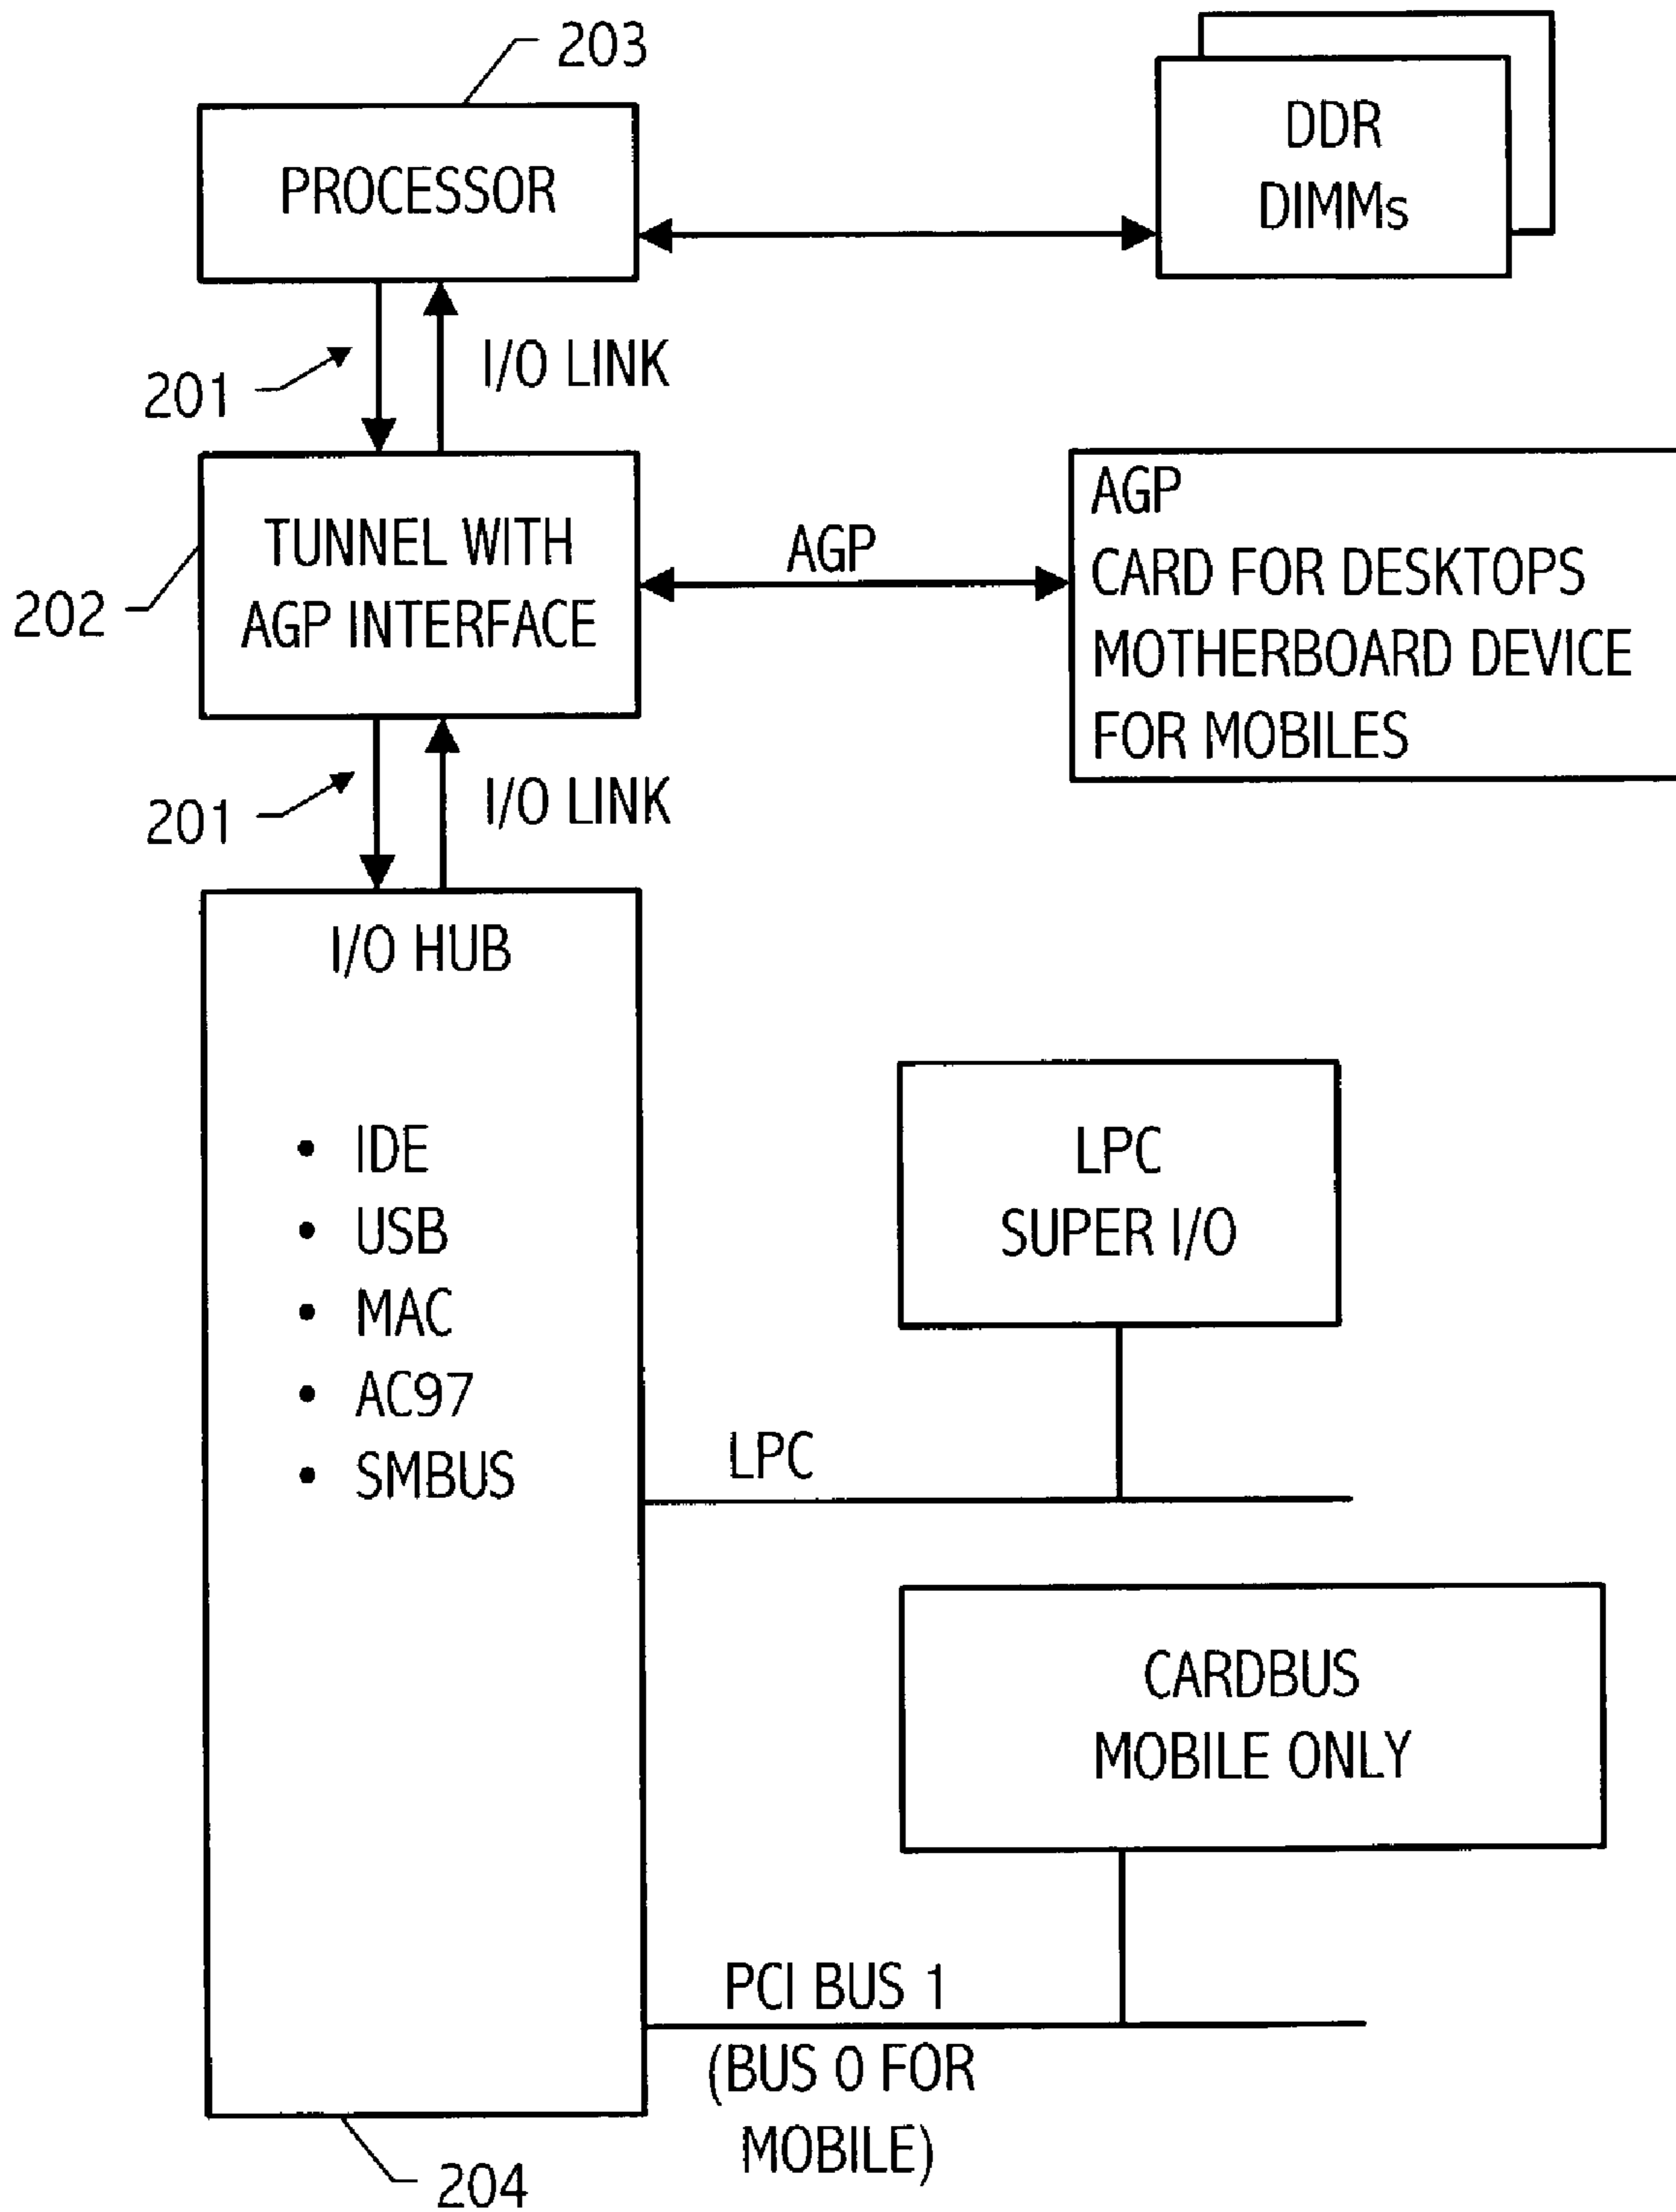 203
PROCESSOR
DDR
DIMMs
201
I/O LINK
202
TUNNEL WITH
AGP INTERFACE
AGP
AGP
CARD FOR DESKTOPS
MOTHERBOARD DEVICE
FOR MOBILES
201
I/O LINK
I/O HUB
• IDE
• USB
• MAC
• AC97
• SMBUS
LPC
SUPER I/O
LPC
CARDBUS
MOBILE ONLY
PCI BUS 1
(BUS 0 FOR
MOBILE)
204